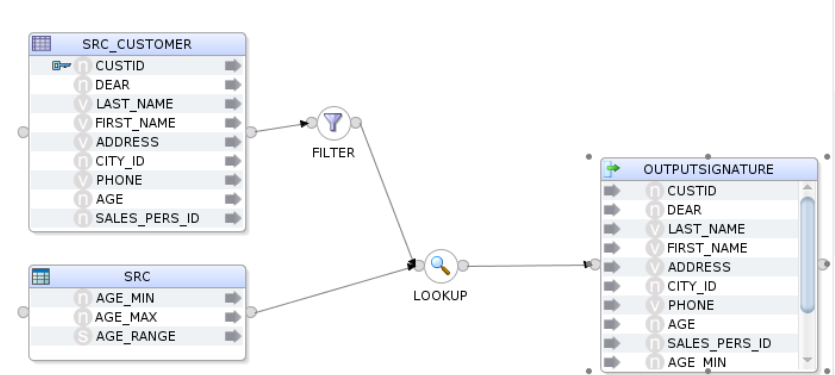 SRC_CUSTOMER
CUSTID
DEAR
LAST_NAME
FIRST_NAME
ADDRESS
CITY_ID
PHONE
AGE
SALES_PERS_ID
FILTER
SRC
AGE_MIN
AGE_MAX
AGE_RANGE
LOOKUP
OUTPUTSIGNATURE
CUSTID
DEAR
LAST_NAME
FIRST_NAME
ADDRESS
CITY_ID
PHONE
AGE
SALES_PERS_ID
AGE_MIN